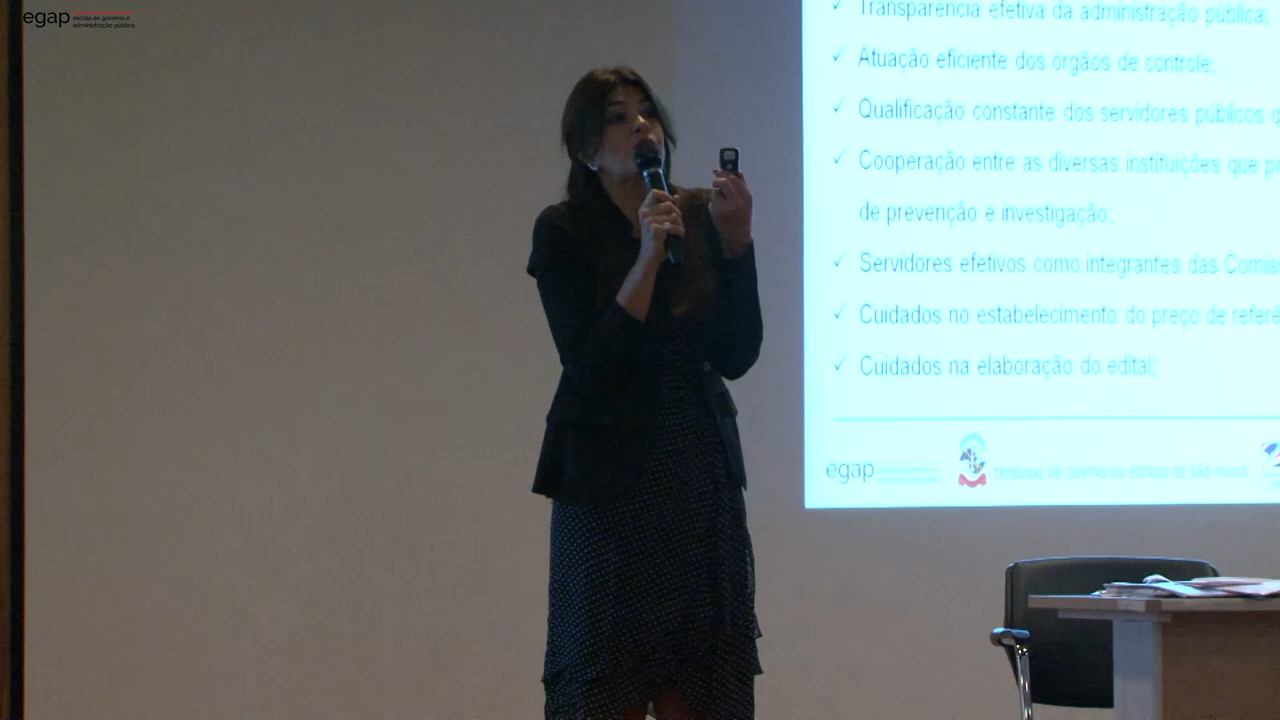 egap escola de governo e
administração pública
Transparência efetiva da administração pública;
✓ Atuação eficiente dos órgãos de controle;
✓ Qualificação constante dos servidores públicos
✓ Cooperação entre as diversas instituições que
de prevenção e investigação;
✓ Servidores efetivos como integrantes das
✓ Cuidados no estabelecimento do preço de
✓ Cuidados na elaboração do edital;
egap
TRIBUNAL DE CONTAS DO ESTADO DE SÃO PAULO